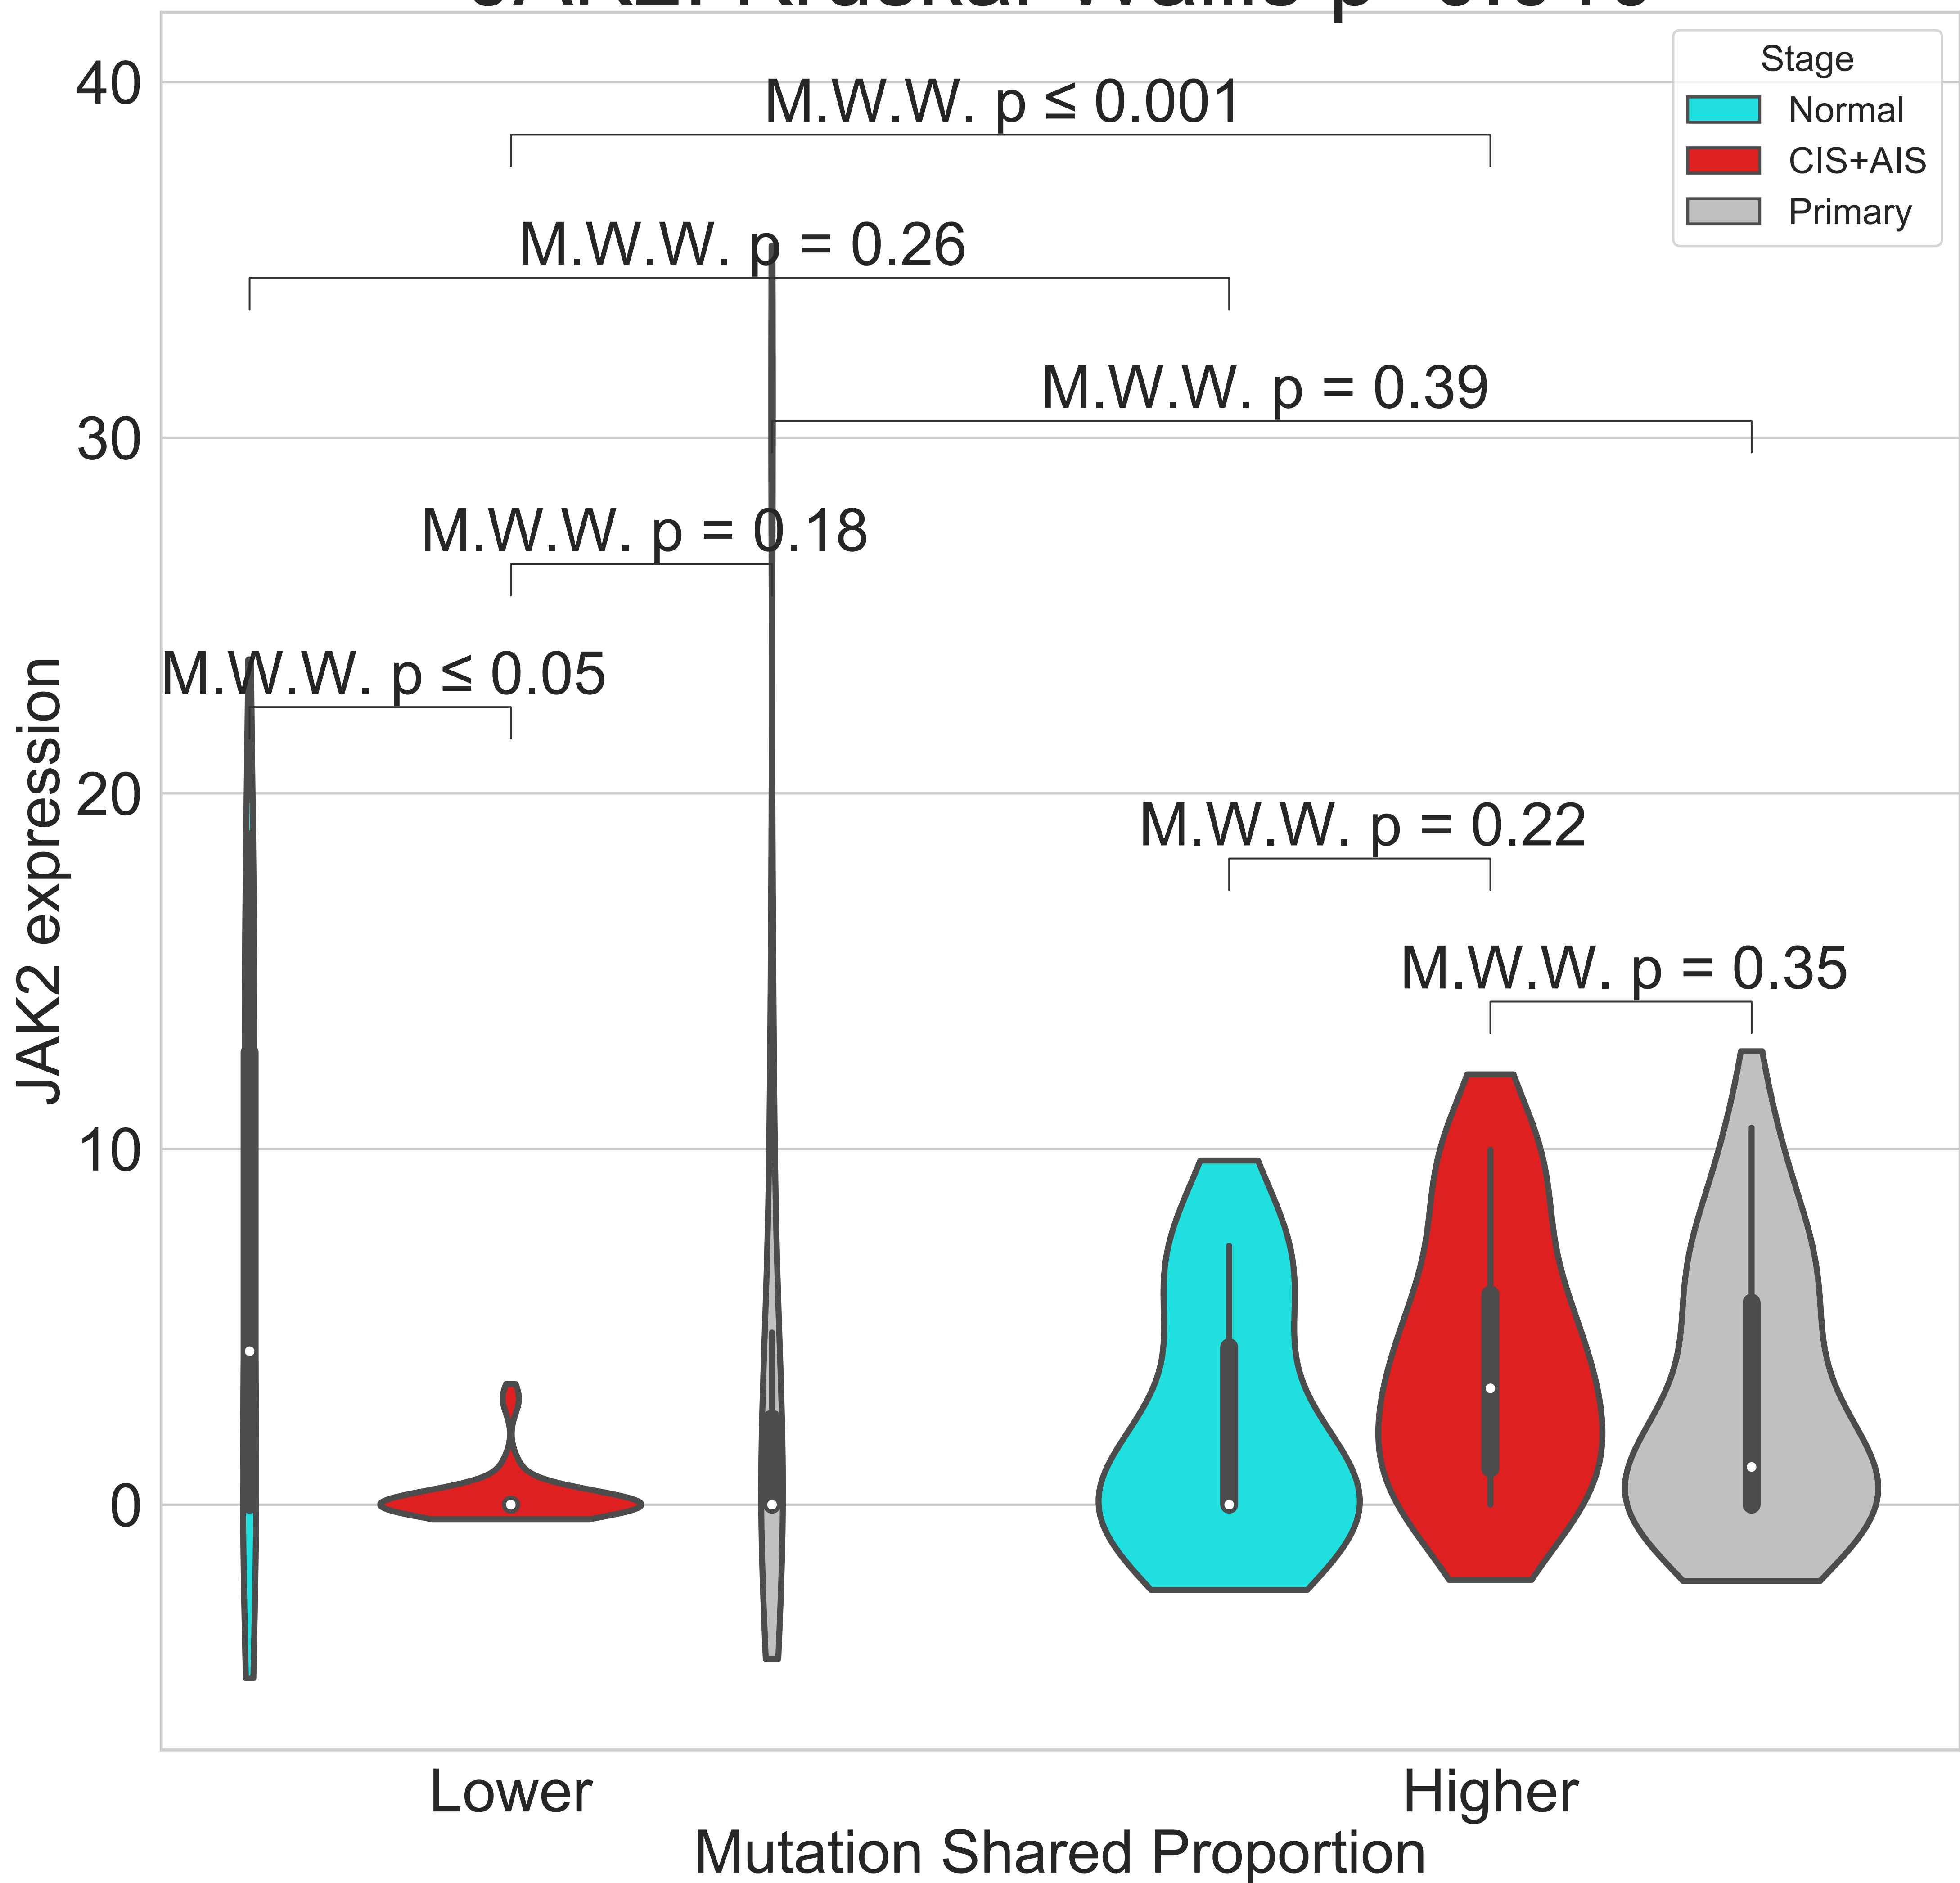 Stage
Normal
CIS+AIS
Primary
M.W.W. p ≤ 0.001
M.W.W. p = 0.26
M.W.W. p = 0.39
M.W.W. p = 0.18
M.W.W. p ≤ 0.05
M.W.W. p = 0.22
M.W.W. p = 0.35
40
30
20
10
0
JAK2 expression
Lower
Higher
Mutation Shared Proportion